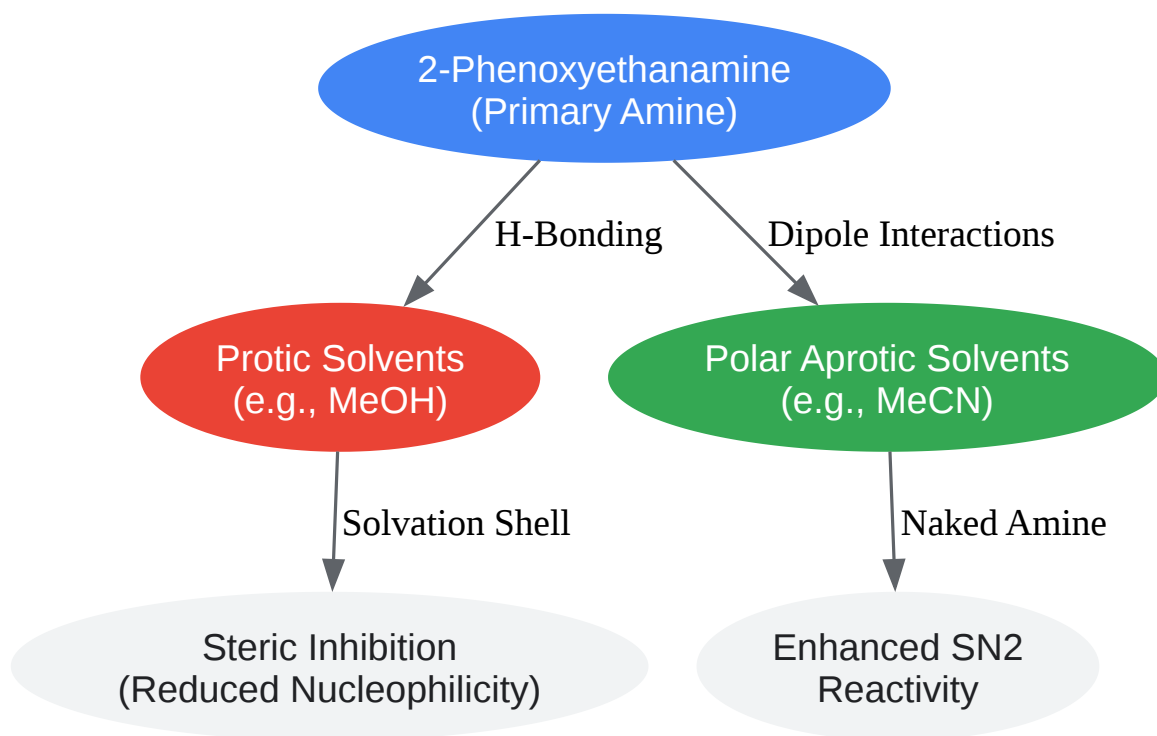 2-Phenoxyethanamine
(Primary Amine)
H-Bonding
Dipole Interactions
Protic Solvents
(e.g., MeOH)
Polar Aprotic Solvents
(e.g., MeCN)
Solvation Shell
Naked Amine
Steric Inhibition
(Reduced Nucleophilicity)
Enhanced SN2
Reactivity